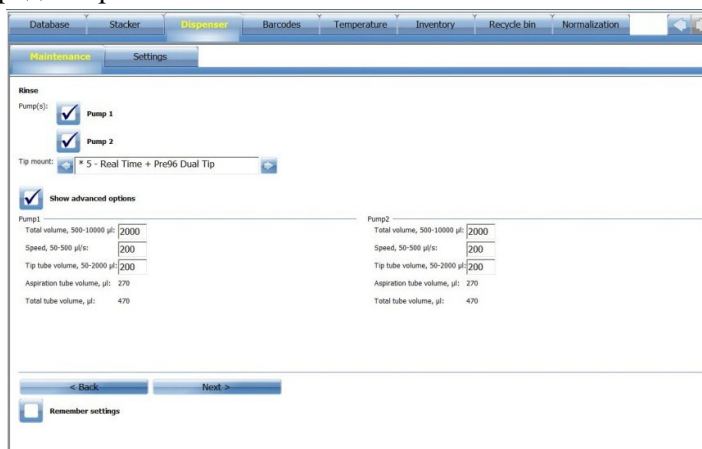 Database Stacker Dispenser Barcodes Temperature Inventory Recycle bin Normalization
Maintenance Settings
Rinse
Pump(s): Pump 1
Pump 2
Tip mount: * 5 - Real Time + Pre96 Dual Tip
Show advanced options
Pump1 Pump2
Total volume, 500-10000 µl: 2000 Total volume, 500-10000 µl: 2000
Speed, 50-500 µl/s: 200 Speed, 50-500 µl/s: 200
Tip tube volume, 50-2000 µl: 200 Tip tube volume, 50-2000 µl: 200
Aspiration tube volume, µl: 270 Aspiration tube volume, µl: 270
Total tube volume, µl: 470 Total tube volume, µl: 470
< Back Next >
Remember settings